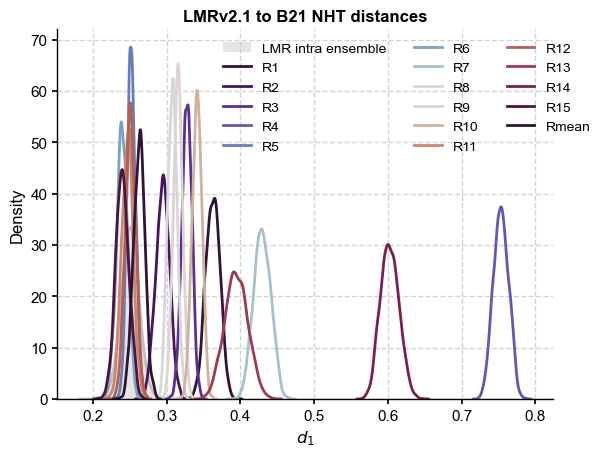 LMRv2.1 to B21 NHT distances
Density
70
60
50
40
30
20
10
0
LMR intra ensemble
R1
R2
R3
R4
R5
R6
R7
R8
R9
R10
R11
R12
R13
R14
R15
Rmean
0.2 0.3 0.4 0.5 0.6 0.7 0.8
d₁